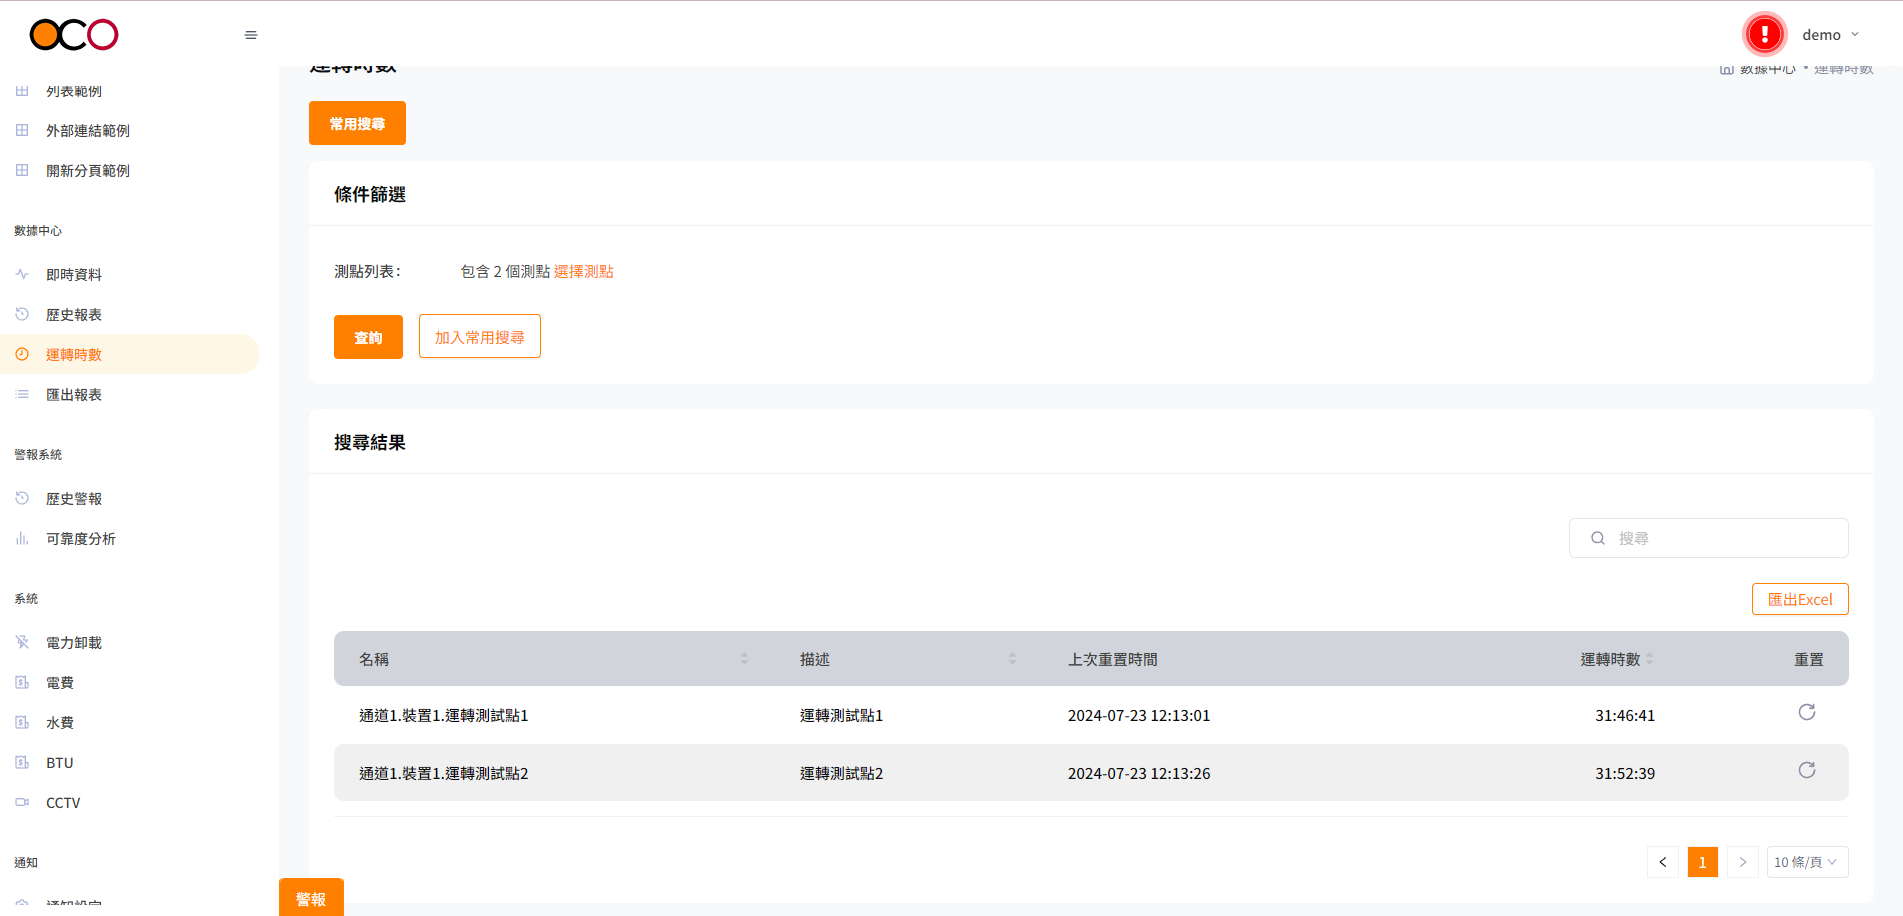 OCO
demo
列表範例
外部連結範例
開新分頁範例
數據中心
即時資料
歷史報表
運轉時數
匯出報表
警報系統
歷史警報
可靠度分析
系統
電力卸載
電費
水費
BTU
CCTV
通知
通知設定
運轉時數
數據中心 • 運轉時數
常用搜尋
條件篩選
測點列表: 包含 2 個測點 選擇測點
查詢 加入常用搜尋
搜尋結果
搜尋
匯出Excel
名稱 描述 上次重置時間 運轉時數 重置
通道1.裝置1.運轉測試點1 運轉測試點1 2024-07-23 12:13:01 31:46:41
通道1.裝置1.運轉測試點2 運轉測試點2 2024-07-23 12:13:26 31:52:39
< 1 > 10 條/頁
警報